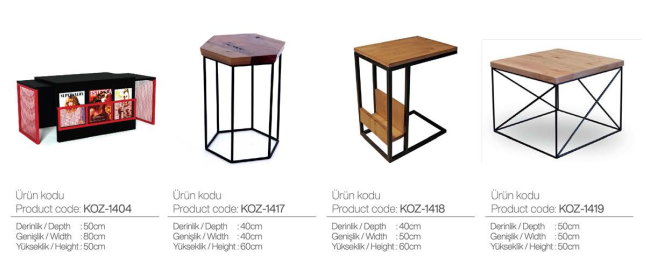 SUPERELLIPS
ESTETICA
Ürün kodu
Product code: KOZ-1404
Derinlik / Depth : 50cm
Genişlik / Width : 80cm
Yükseklik / Height : 50cm
Ürün kodu
Product code: KOZ-1417
Derinlik / Depth : 40cm
Genişlik / Width : 40cm
Yükseklik / Height : 60cm
Ürün kodu
Product code: KOZ-1418
Derinlik / Depth : 40cm
Genişlik / Width : 50cm
Yükseklik / Height : 60cm
Ürün kodu
Product code: KOZ-1419
Derinlik / Depth : 50cm
Genişlik / Width : 50cm
Yükseklik / Height : 50cm